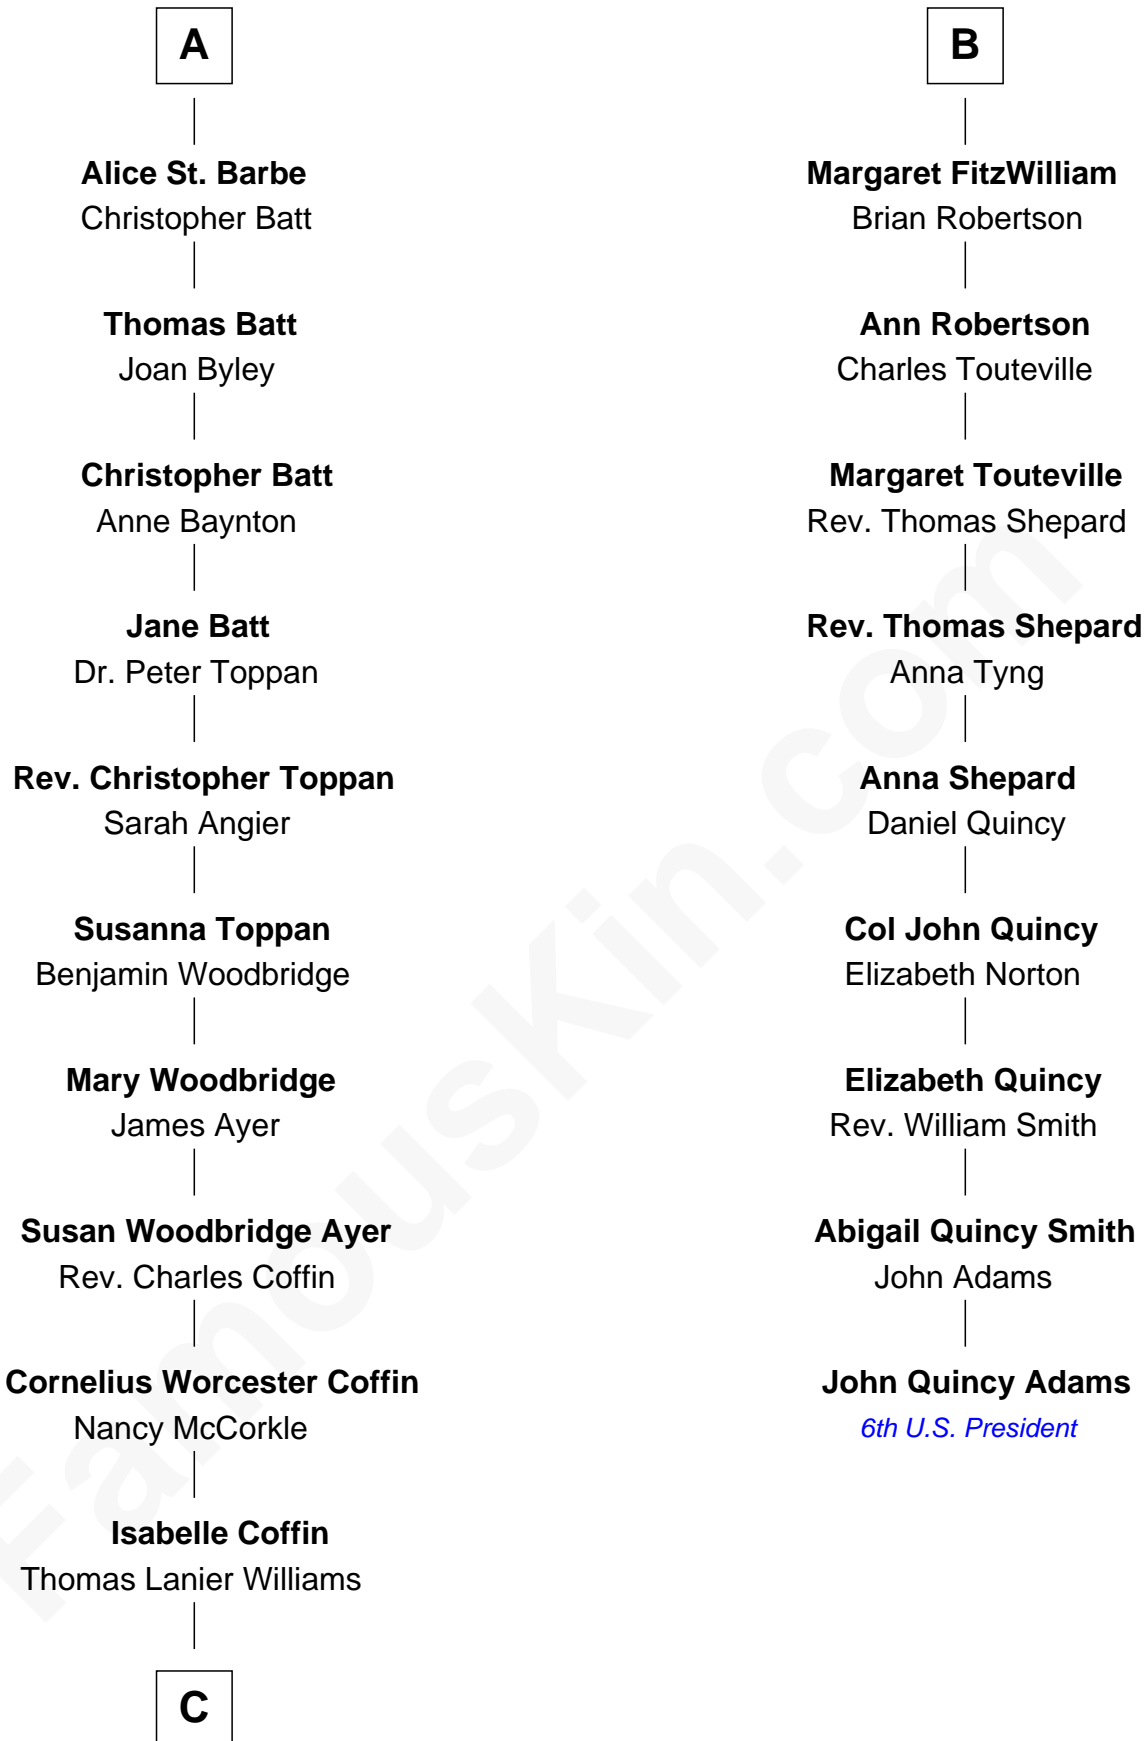 A
Alice St. Barbe
Christopher Batt
Thomas Batt
Joan Byley
Christopher Batt
Anne Baynton
Jane Batt
Dr. Peter Toppan
Rev. Christopher Toppan
Sarah Angier
Susanna Toppan
Benjamin Woodbridge
Mary Woodbridge
James Ayer
Susan Woodbridge Ayer
Rev. Charles Coffin
Cornelius Worcester Coffin
Nancy McCorkle
Isabelle Coffin
Thomas Lanier Williams
C
B
Margaret FitzWilliam
Brian Robertson
Ann Robertson
Charles Touteville
Margaret Touteville
Rev. Thomas Shepard
Rev. Thomas Shepard
Anna Tyng
Anna Shepard
Daniel Quincy
Col John Quincy
Elizabeth Norton
Elizabeth Quincy
Rev. William Smith
Abigail Quincy Smith
John Adams
John Quincy Adams
6th U.S. President
FamousKin.com